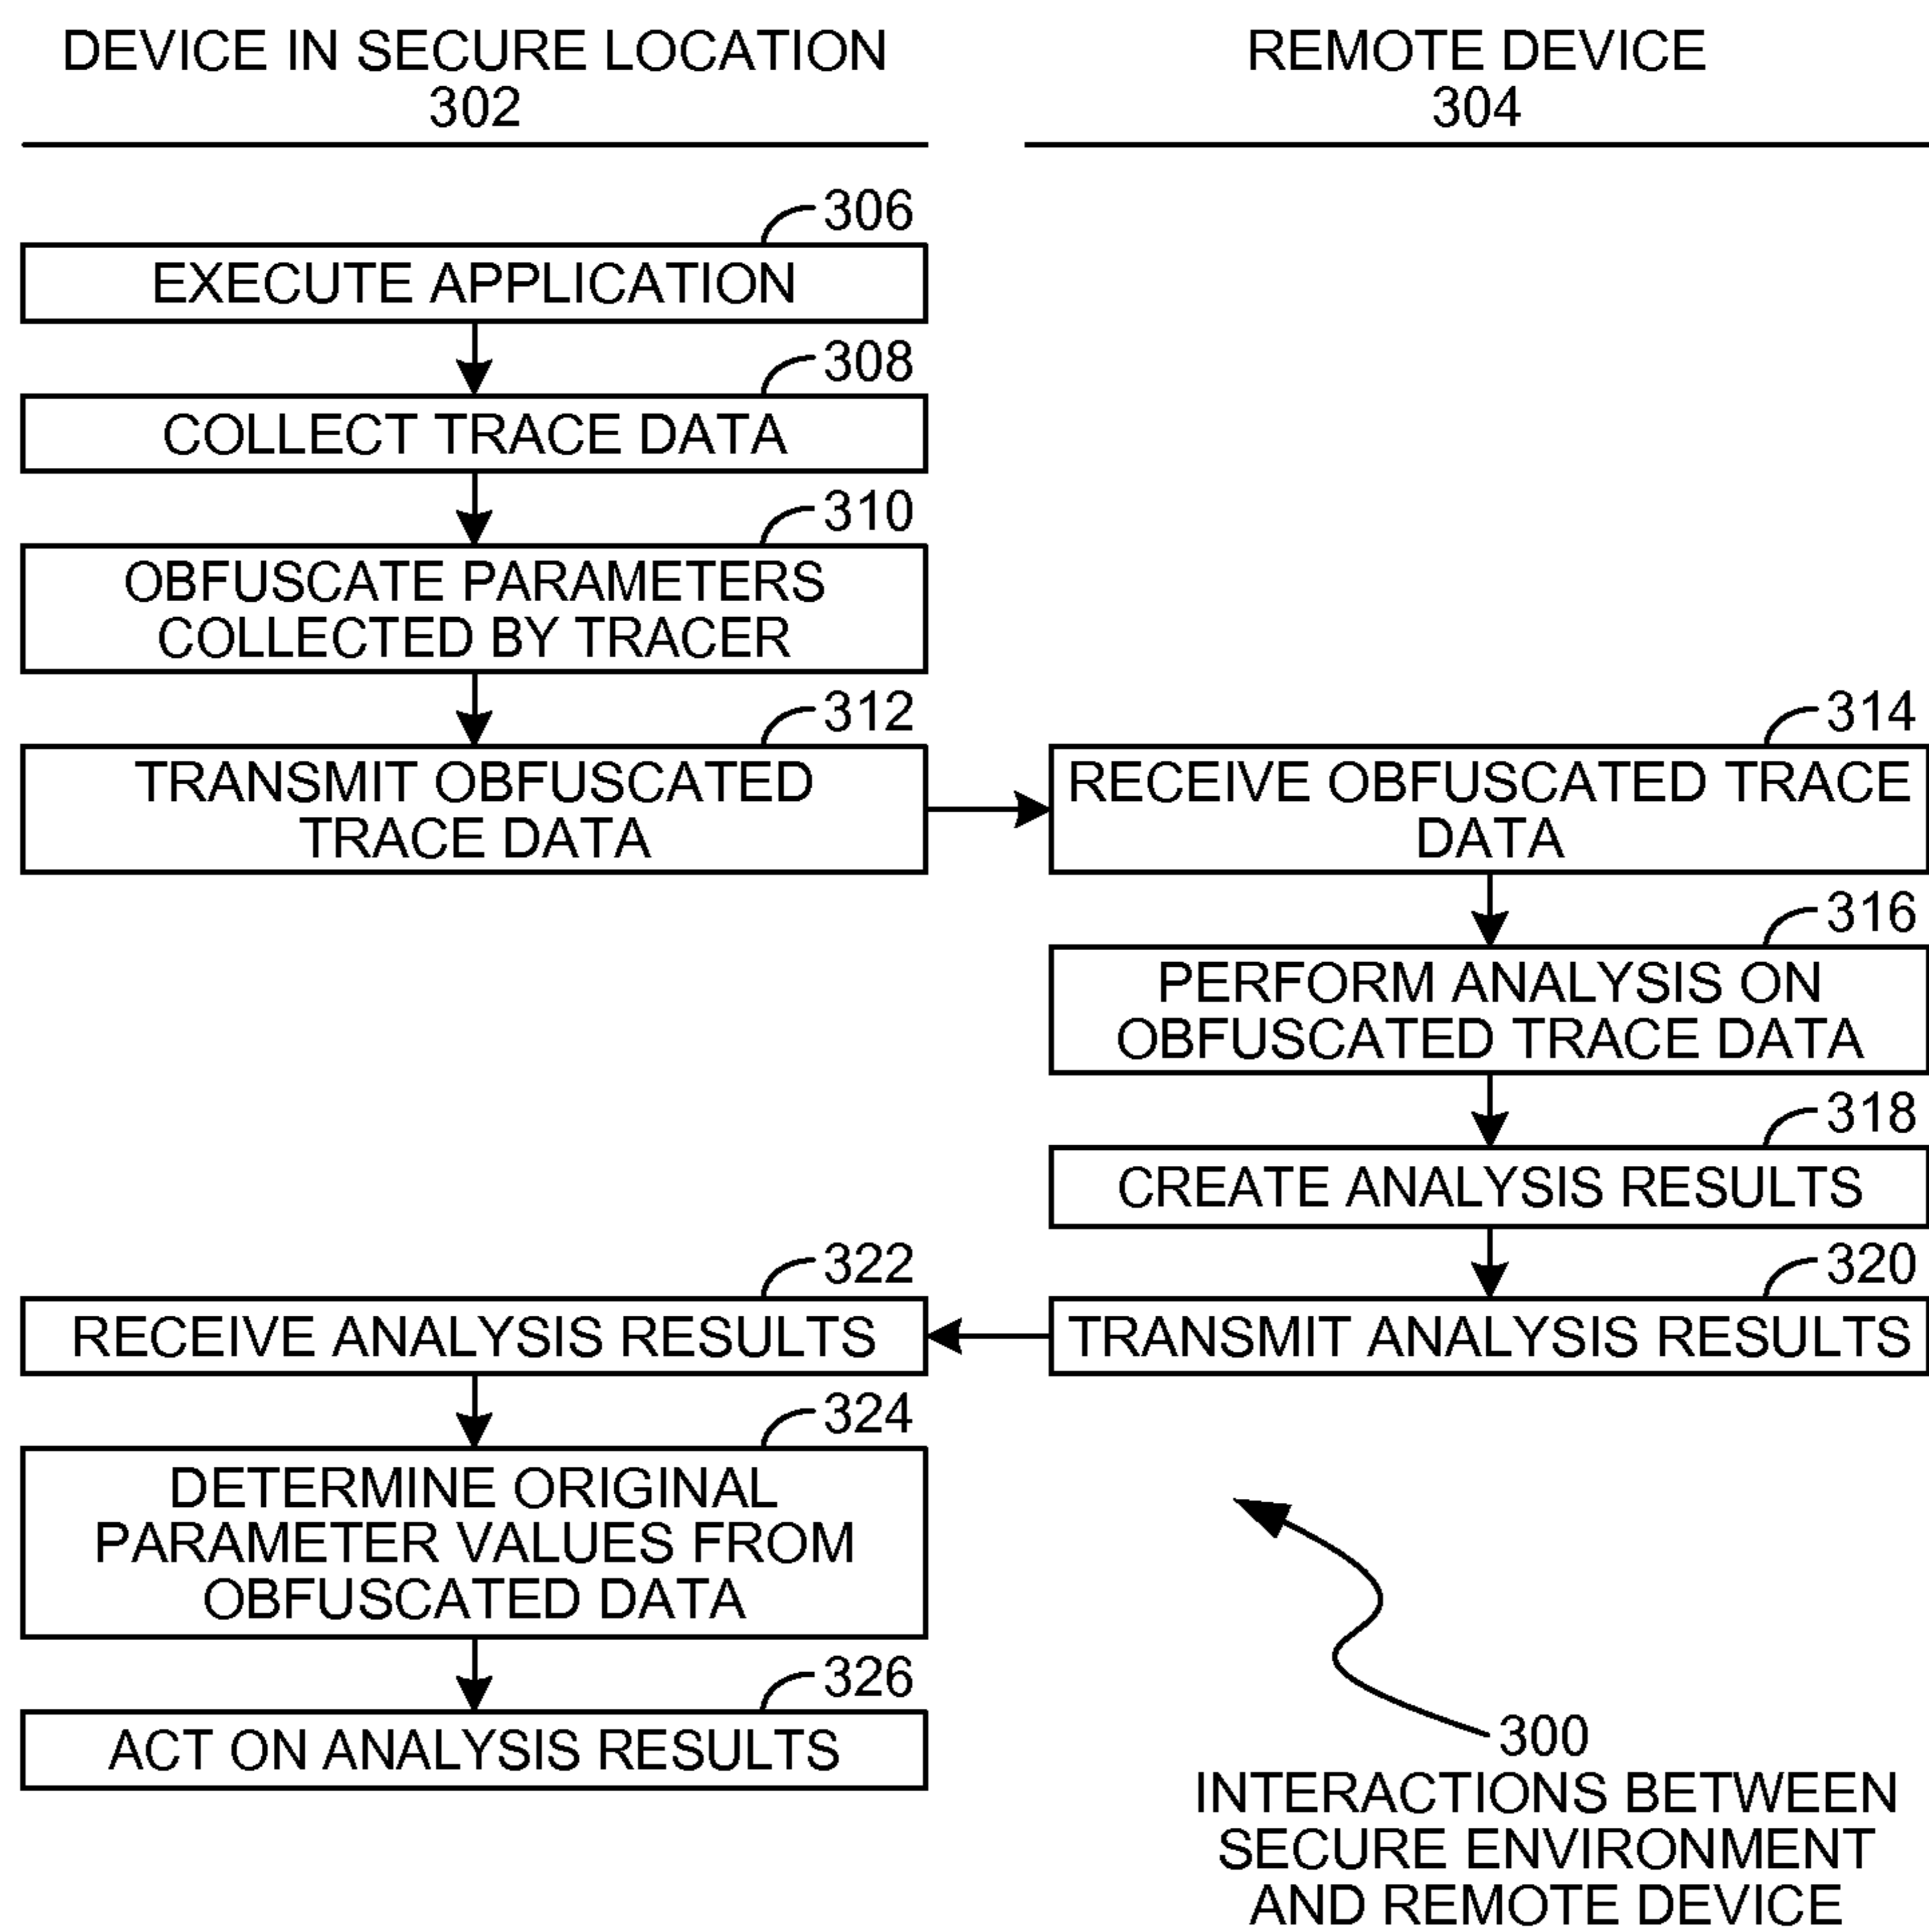 DEVICE IN SECURE LOCATION
302
REMOTE DEVICE
304
306
EXECUTE APPLICATION
308
COLLECT TRACE DATA
310
OBFUSCATE PARAMETERS
COLLECTED BY TRACER
312
TRANSMIT OBFUSCATED
TRACE DATA
314
RECEIVE OBFUSCATED TRACE
DATA
316
PERFORM ANALYSIS ON
OBFUSCATED TRACE DATA
318
CREATE ANALYSIS RESULTS
320
TRANSMIT ANALYSIS RESULTS
322
RECEIVE ANALYSIS RESULTS
324
DETERMINE ORIGINAL
PARAMETER VALUES FROM
OBFUSCATED DATA
326
ACT ON ANALYSIS RESULTS
300
INTERACTIONS BETWEEN
SECURE ENVIRONMENT
AND REMOTE DEVICE